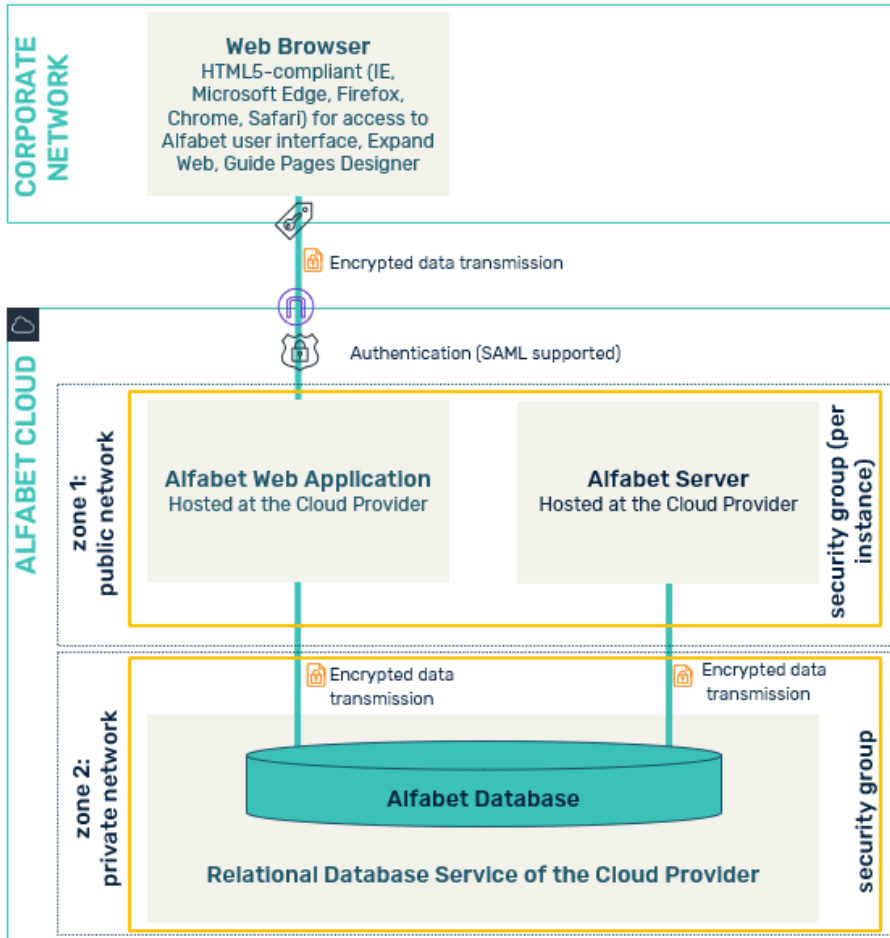 CORPORATE
NETWORK
Web Browser
HTML5-compliant (IE,
Microsoft Edge, Firefox,
Chrome, Safari) for access to
Alfabet user interface, Expand
Web, Guide Pages Designer
Encrypted data transmission
ALFABET CLOUD
Authentication (SAML supported)
zone 1:
public network
Alfabet Web Application
Hosted at the Cloud Provider
Alfabet Server
Hosted at the Cloud Provider
security group (per
instance)
Encrypted data
transmission
Encrypted data
transmission
zone 2:
private network
Alfabet Database
Relational Database Service of the Cloud Provider
security group